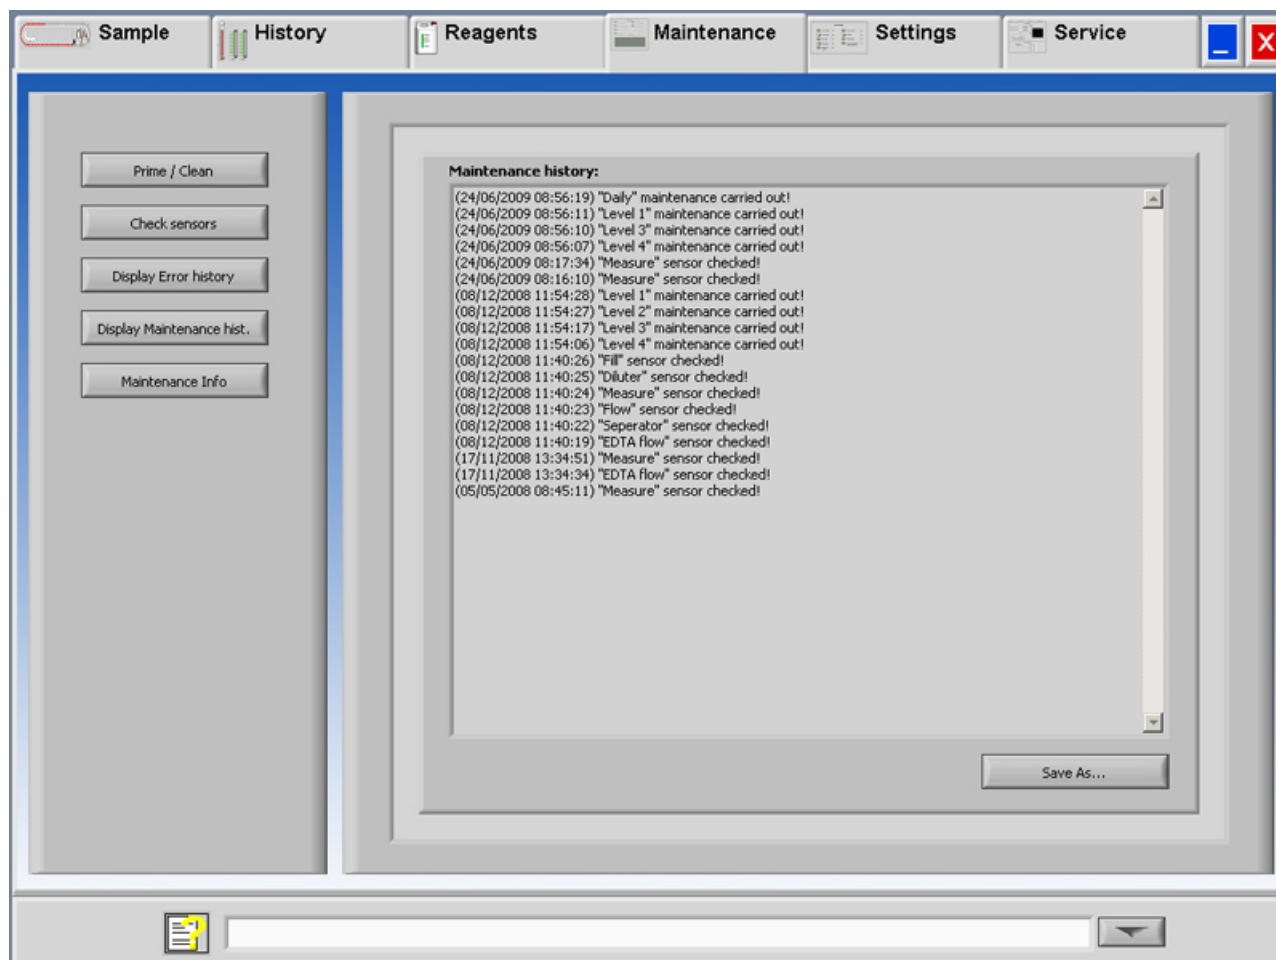 Sample
History
Reagents
Maintenance
Settings
Service
X
Prime / Clean
Check sensors
Display Error history
Display Maintenance hist.
Maintenance Info
Maintenance history:
(24/06/2009 08:56:19) "Daily" maintenance carried out!
(24/06/2009 08:56:11) "Level 1" maintenance carried out!
(24/06/2009 08:56:10) "Level 3" maintenance carried out!
(24/06/2009 08:56:07) "Level 4" maintenance carried out!
(24/06/2009 08:17:34) "Measure" sensor checked!
(24/06/2009 08:16:10) "Measure" sensor checked!
(08/12/2008 11:54:28) "Level 1" maintenance carried out!
(08/12/2008 11:54:27) "Level 2" maintenance carried out!
(08/12/2008 11:54:17) "Level 3" maintenance carried out!
(08/12/2008 11:54:06) "Level 4" maintenance carried out!
(08/12/2008 11:40:26) "Fill" sensor checked!
(08/12/2008 11:40:25) "Diluter" sensor checked!
(08/12/2008 11:40:24) "Measure" sensor checked!
(08/12/2008 11:40:23) "Flow" sensor checked!
(08/12/2008 11:40:22) "Seperator" sensor checked!
(08/12/2008 11:40:19) "EDTA flow" sensor checked!
(17/11/2008 13:34:51) "Measure" sensor checked!
(17/11/2008 13:34:34) "EDTA flow" sensor checked!
(05/05/2008 08:45:11) "Measure" sensor checked!
Save As...